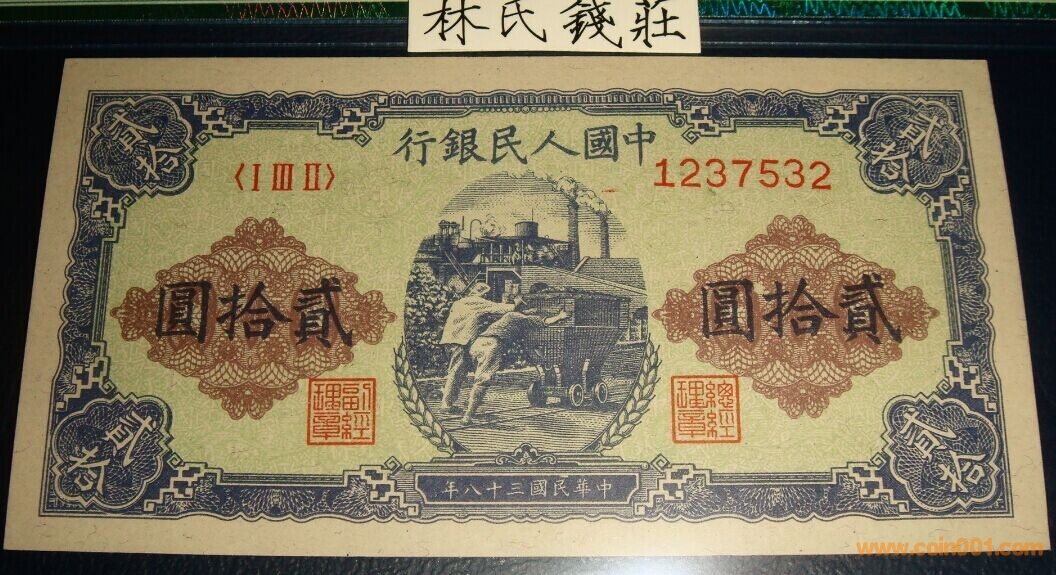 林氏錢莊
中國人民銀行
〈I III II〉
1237532
貳拾
貳拾
貳拾圓
貳拾圓
副經理章
總經理章
中華民國三十八年
貳拾
貳拾
www.coin001.com